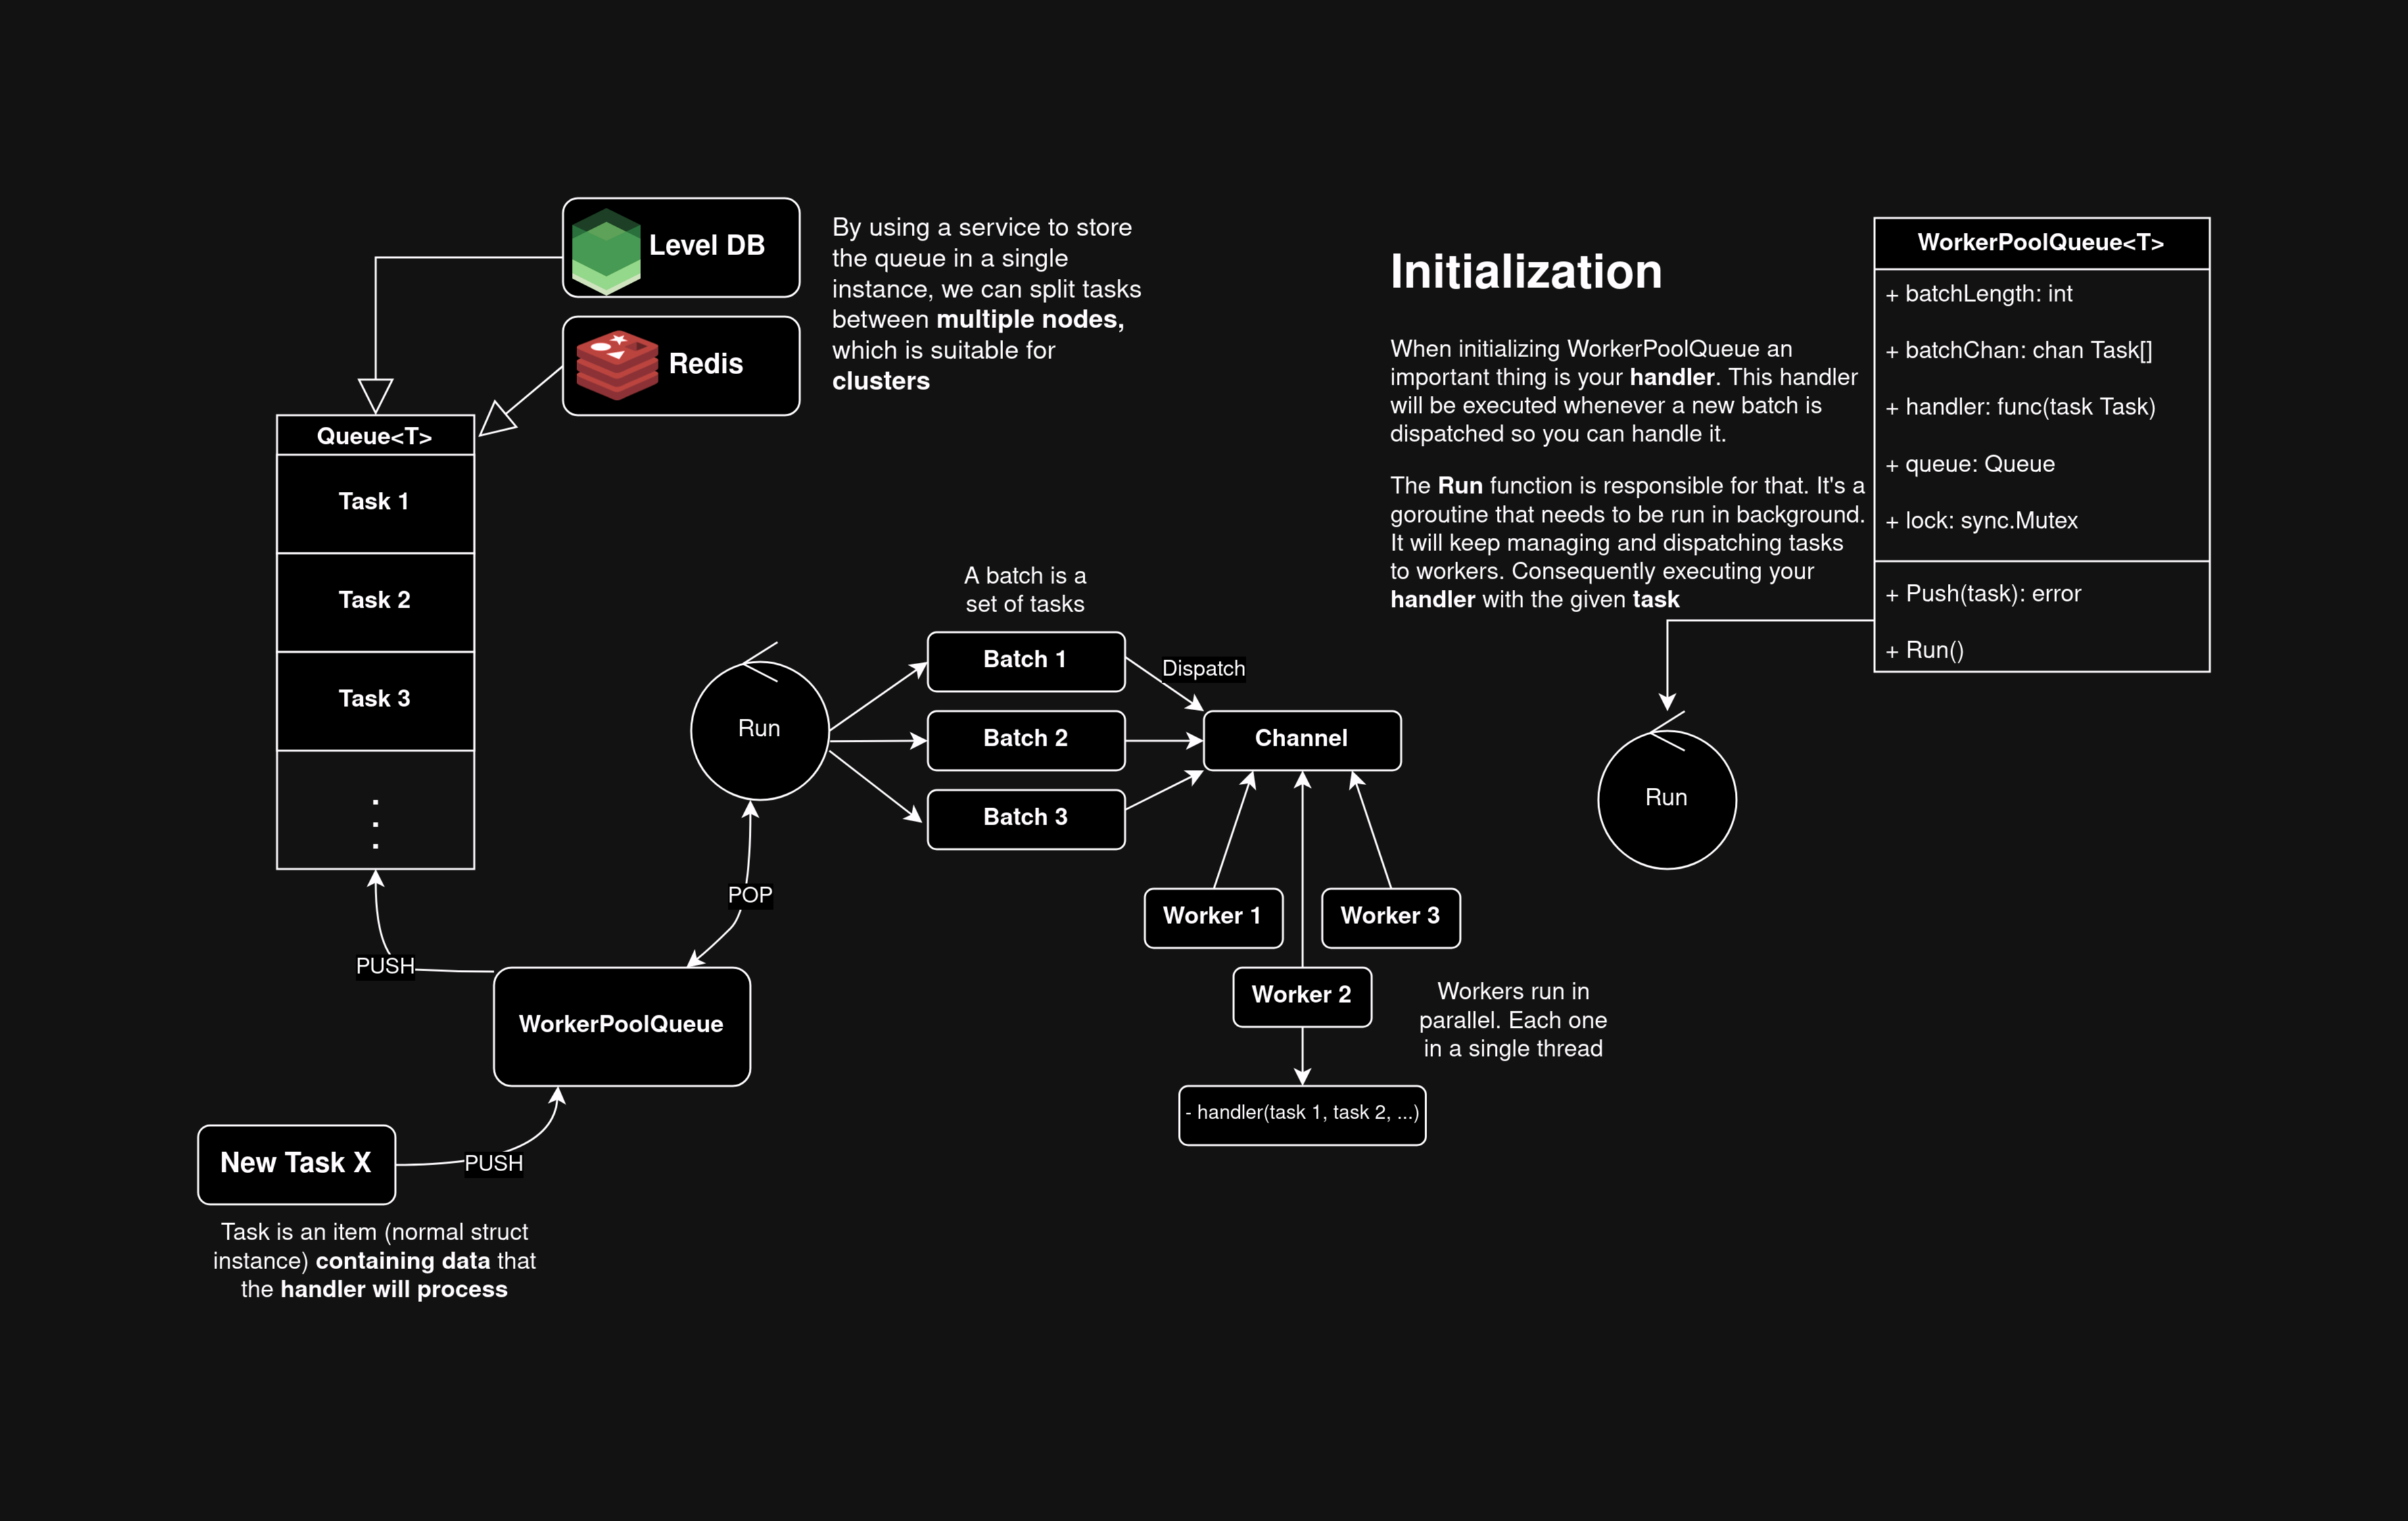 Level DB
Redis
By using a service to store
the queue in a single
instance, we can split tasks
between multiple nodes,
which is suitable for
clusters
Queue<T>
Task 1
Task 2
Task 3
.
.
.
PUSH
WorkerPoolQueue
New Task X
PUSH
Task is an item (normal struct
instance) containing data that
the handler will process
POP
Run
A batch is a
set of tasks
Batch 1
Batch 2
Batch 3
Dispatch
Channel
Worker 1
Worker 3
Worker 2
Workers run in
parallel. Each one
in a single thread
- handler(task 1, task 2, ...)
Initialization
When initializing WorkerPoolQueue an
important thing is your handler. This handler
will be executed whenever a new batch is
dispatched so you can handle it.
The Run function is responsible for that. It's a
goroutine that needs to be run in background.
It will keep managing and dispatching tasks
to workers. Consequently executing your
handler with the given task
WorkerPoolQueue<T>
+ batchLength: int
+ batchChan: chan Task[]
+ handler: func(task Task)
+ queue: Queue
+ lock: sync.Mutex
+ Push(task): error
+ Run()
Run